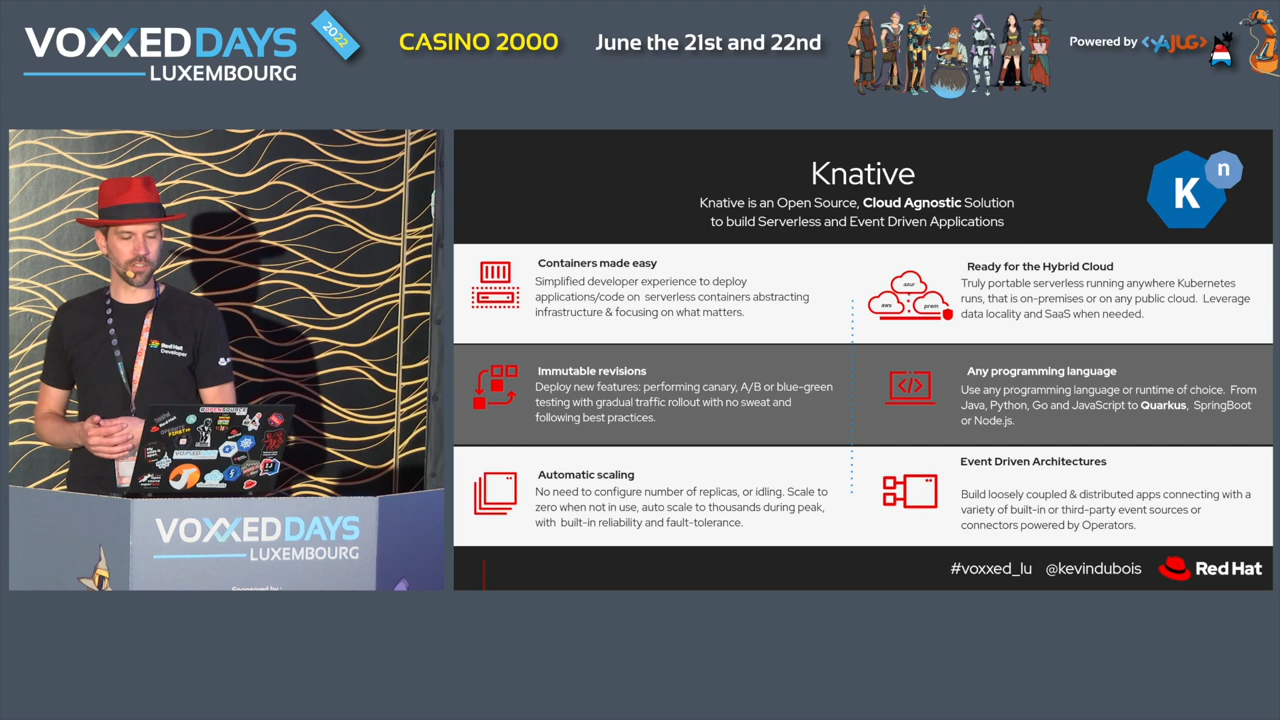 VOXXEDDAYS
LUXEMBOURG
2022
CASINO 2000
June the 21st and 22nd
Powered by <YAJUG>
Knative
Knative is an Open Source, Cloud Agnostic Solution
to build Serverless and Event Driven Applications
K
n
Containers made easy
Simplified developer experience to deploy
applications/code on serverless containers abstracting
infrastructure & focusing on what matters.
azur
aws
prem
Ready for the Hybrid Cloud
Truly portable serverless running anywhere Kubernetes
runs, that is on-premises or on any public cloud. Leverage
data locality and SaaS when needed.
Immutable revisions
Deploy new features: performing canary, A/B or blue-green
testing with gradual traffic rollout with no sweat and
following best practices.
</>
Any programming language
Use any programming language or runtime of choice. From
Java, Python, Go and JavaScript to Quarkus, SpringBoot
or Node.js.
Automatic scaling
No need to configure number of replicas, or idling. Scale to
zero when not in use, auto scale to thousands during peak,
with built-in reliability and fault-tolerance.
Event Driven Architectures
Build loosely coupled & distributed apps connecting with a
variety of built-in or third-party event sources or
connectors powered by Operators.
#voxxed_lu @kevindubois
Red Hat
Red Hat
Developer
VOXXEDDAYS
LUXEMBOURG
Sponsored by :